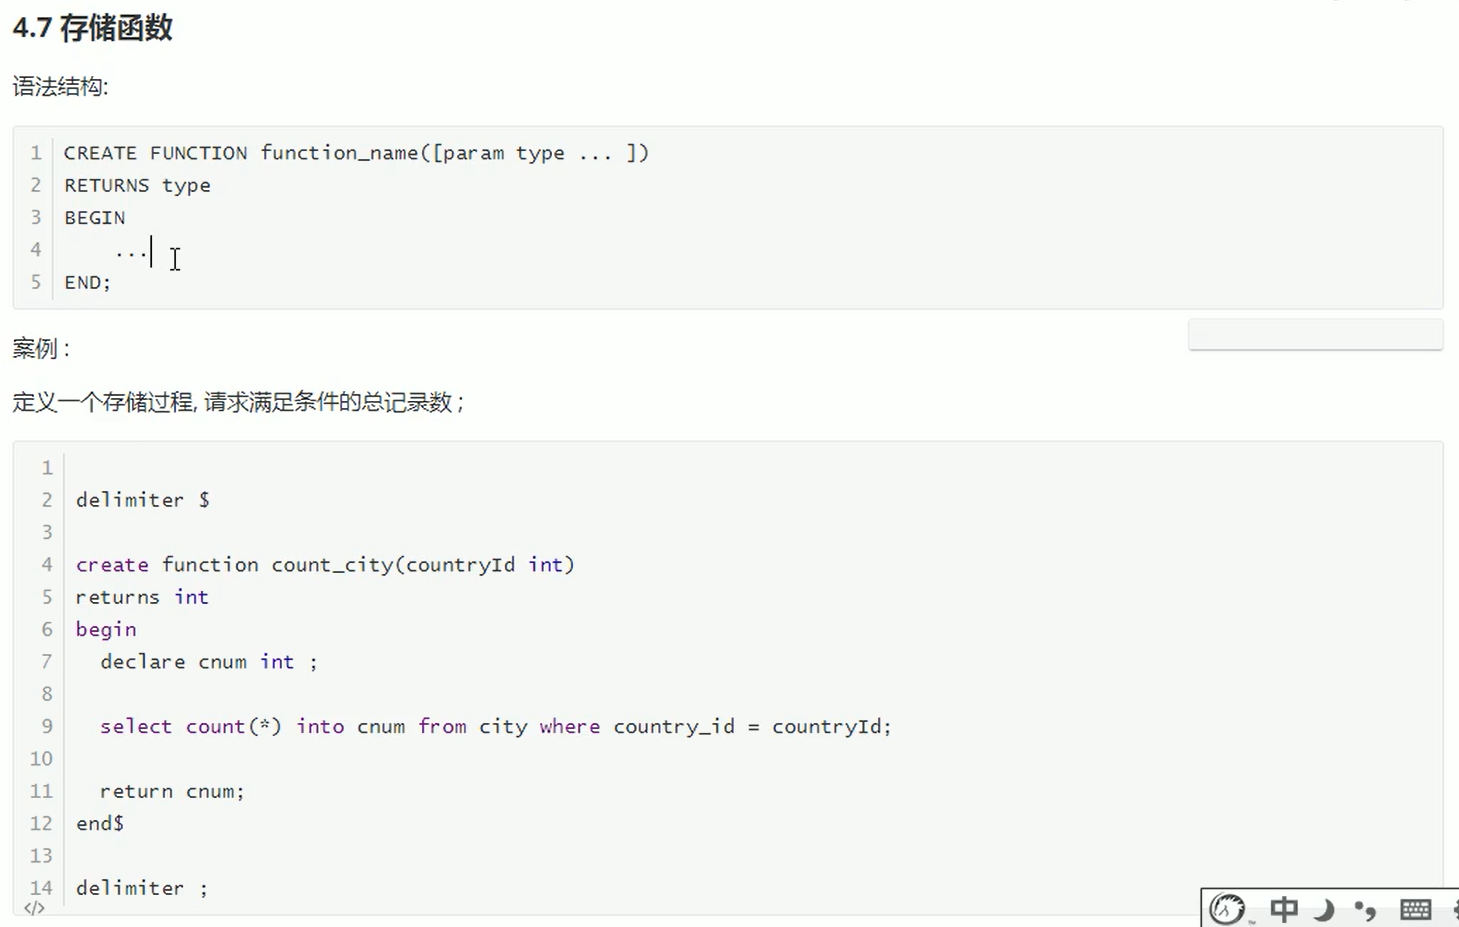 4.7 存储函数
语法结构:
1 CREATE FUNCTION function_name([param type ... ])
2 RETURNS type
3 BEGIN
4     ...
5 END;
案例 :
定义一个存储过程, 请求满足条件的总记录数 ;
1
2 delimiter $
3
4 create function count_city(countryId int)
5 returns int
6 begin
7   declare cnum int ;
8
9   select count(*) into cnum from city where country_id = countryId;
10
11   return cnum;
12 end$
13
14 delimiter ;
</>
中